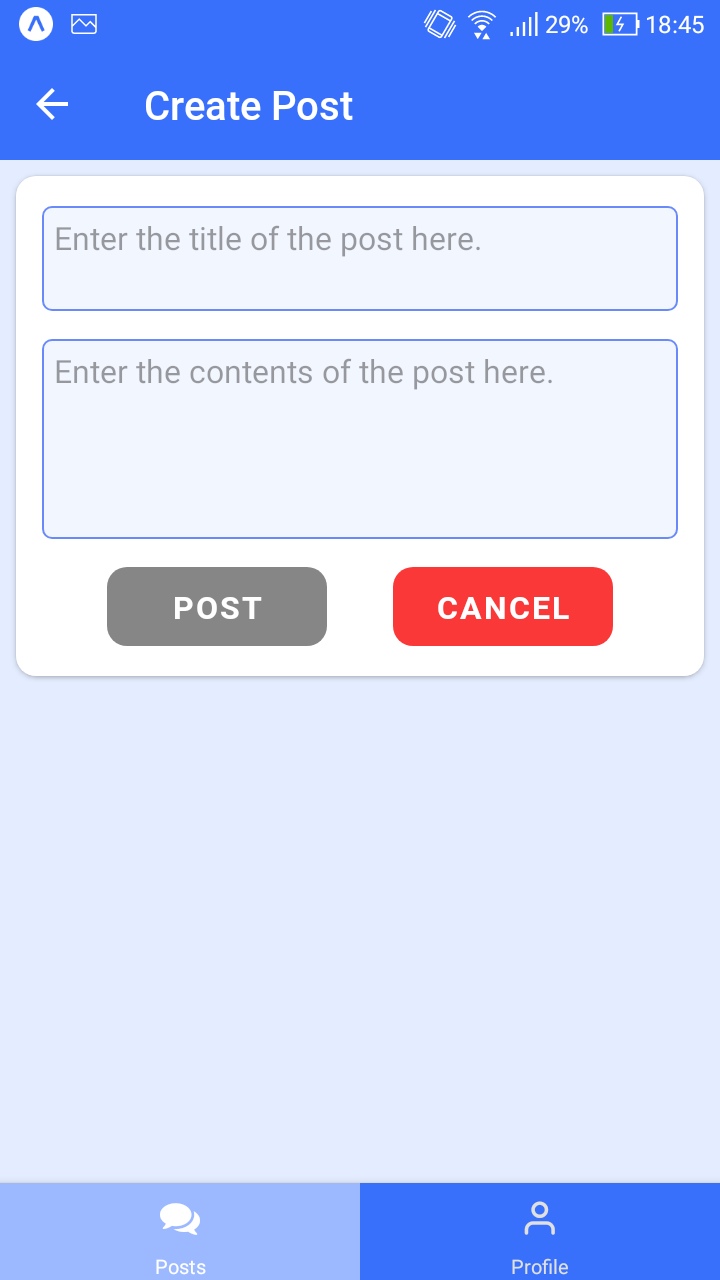 29% 18:45
Create Post
Enter the title of the post here.
Enter the contents of the post here.
POST CANCEL
Posts Profile